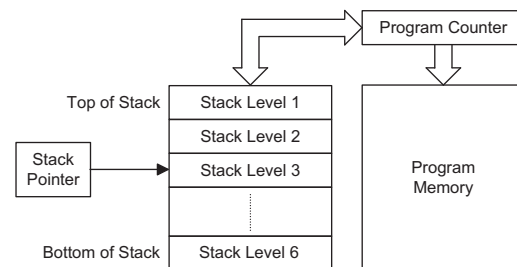 Program Counter
Top of Stack
Stack Level 1
Stack Level 2
Stack
Pointer
Stack Level 3
Program
Memory
Bottom of Stack
Stack Level 6